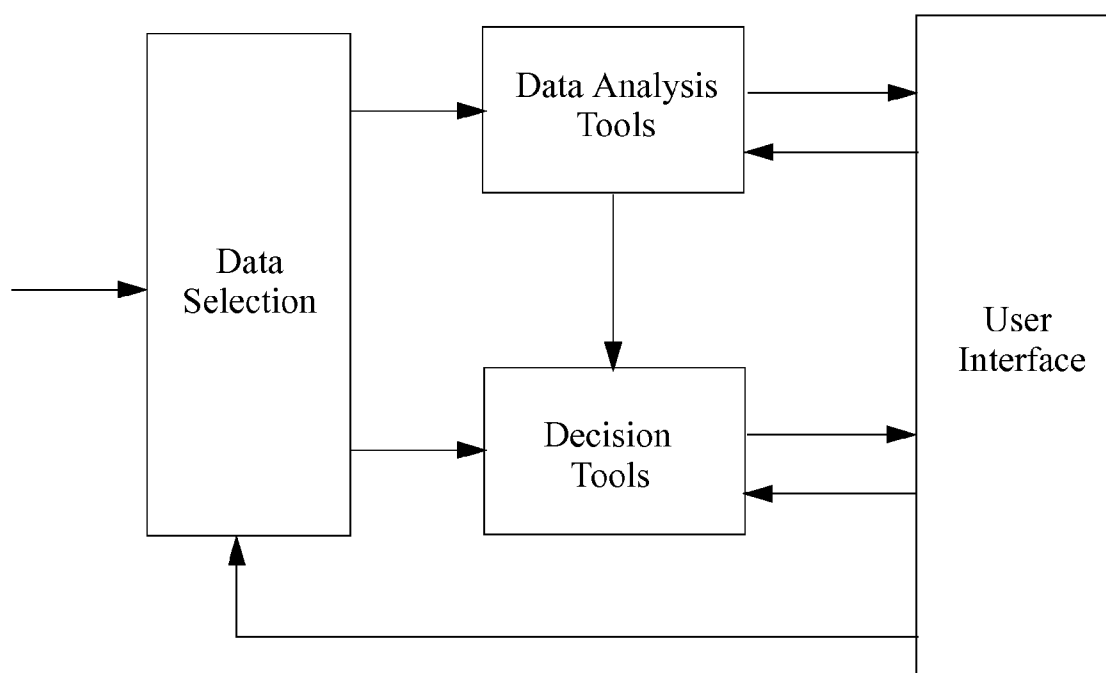 Data Analysis
Tools
Data
Selection
User
Interface
Decision
Tools